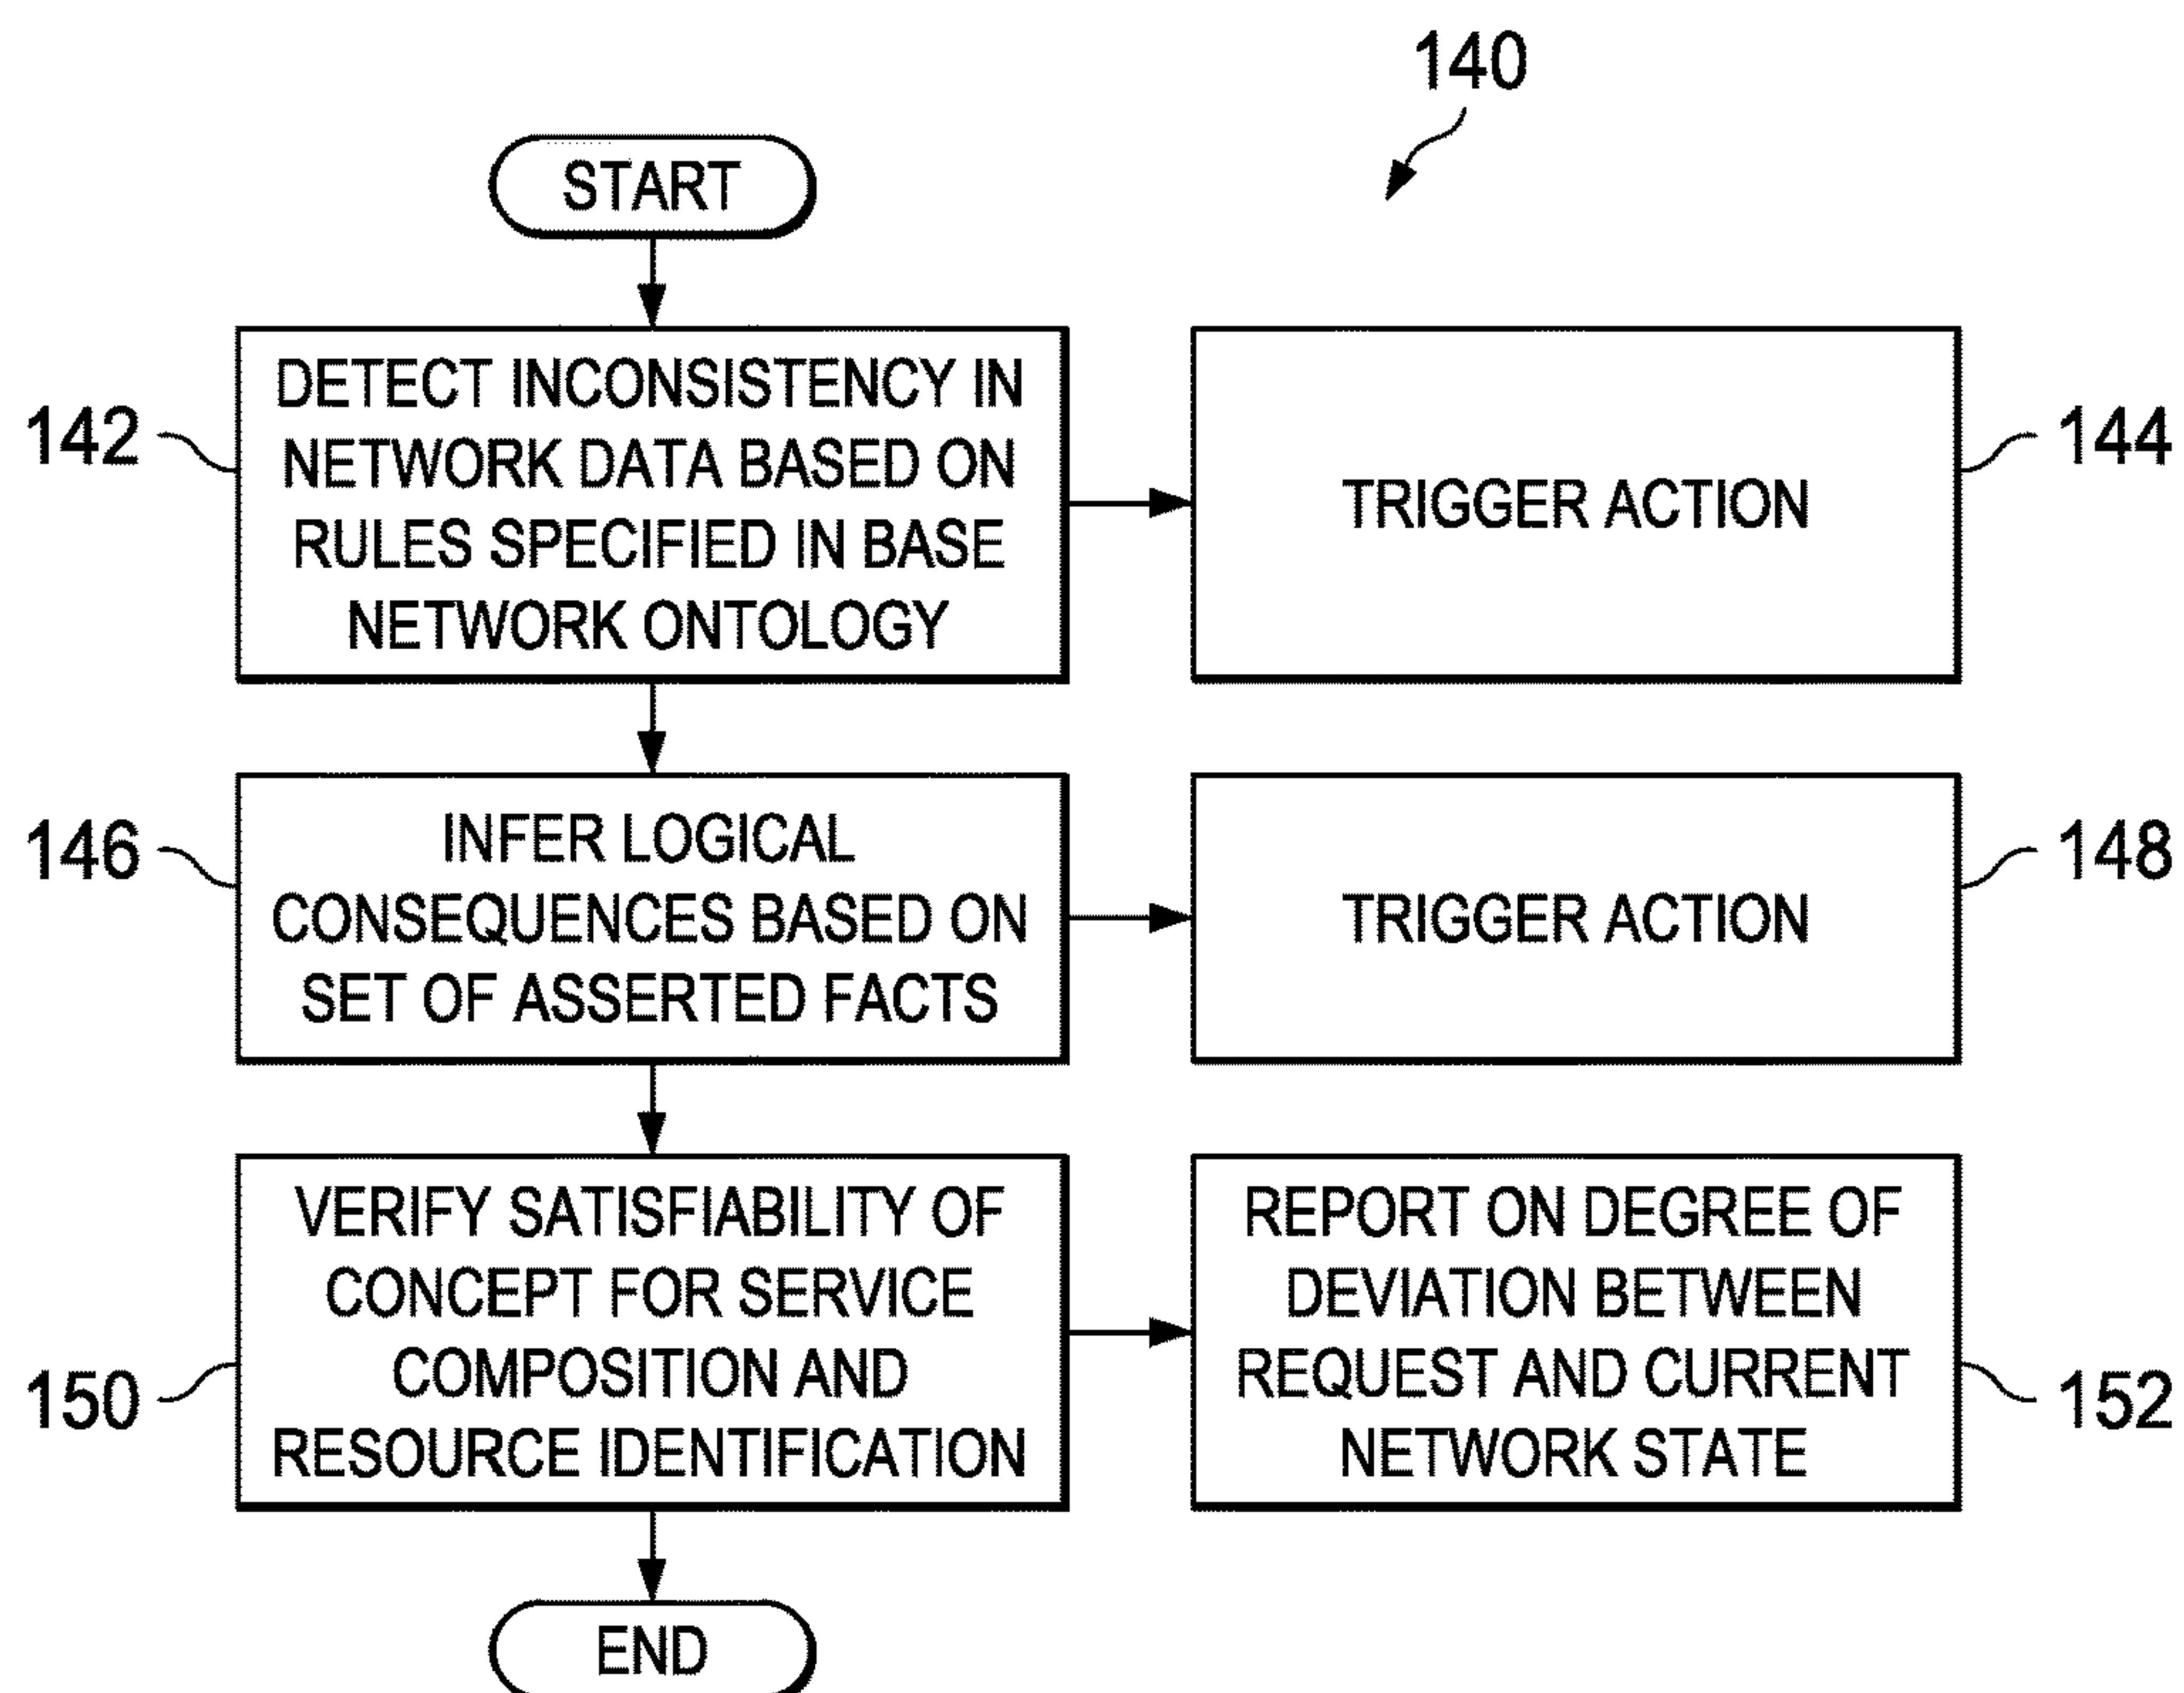 140
START
142
DETECT INCONSISTENCY IN
NETWORK DATA BASED ON
RULES SPECIFIED IN BASE
NETWORK ONTOLOGY
TRIGGER ACTION
144
146
INFER LOGICAL
CONSEQUENCES BASED ON
SET OF ASSERTED FACTS
TRIGGER ACTION
148
150
VERIFY SATISFIABILITY OF
CONCEPT FOR SERVICE
COMPOSITION AND
RESOURCE IDENTIFICATION
REPORT ON DEGREE OF
DEVIATION BETWEEN
REQUEST AND CURRENT
NETWORK STATE
152
END